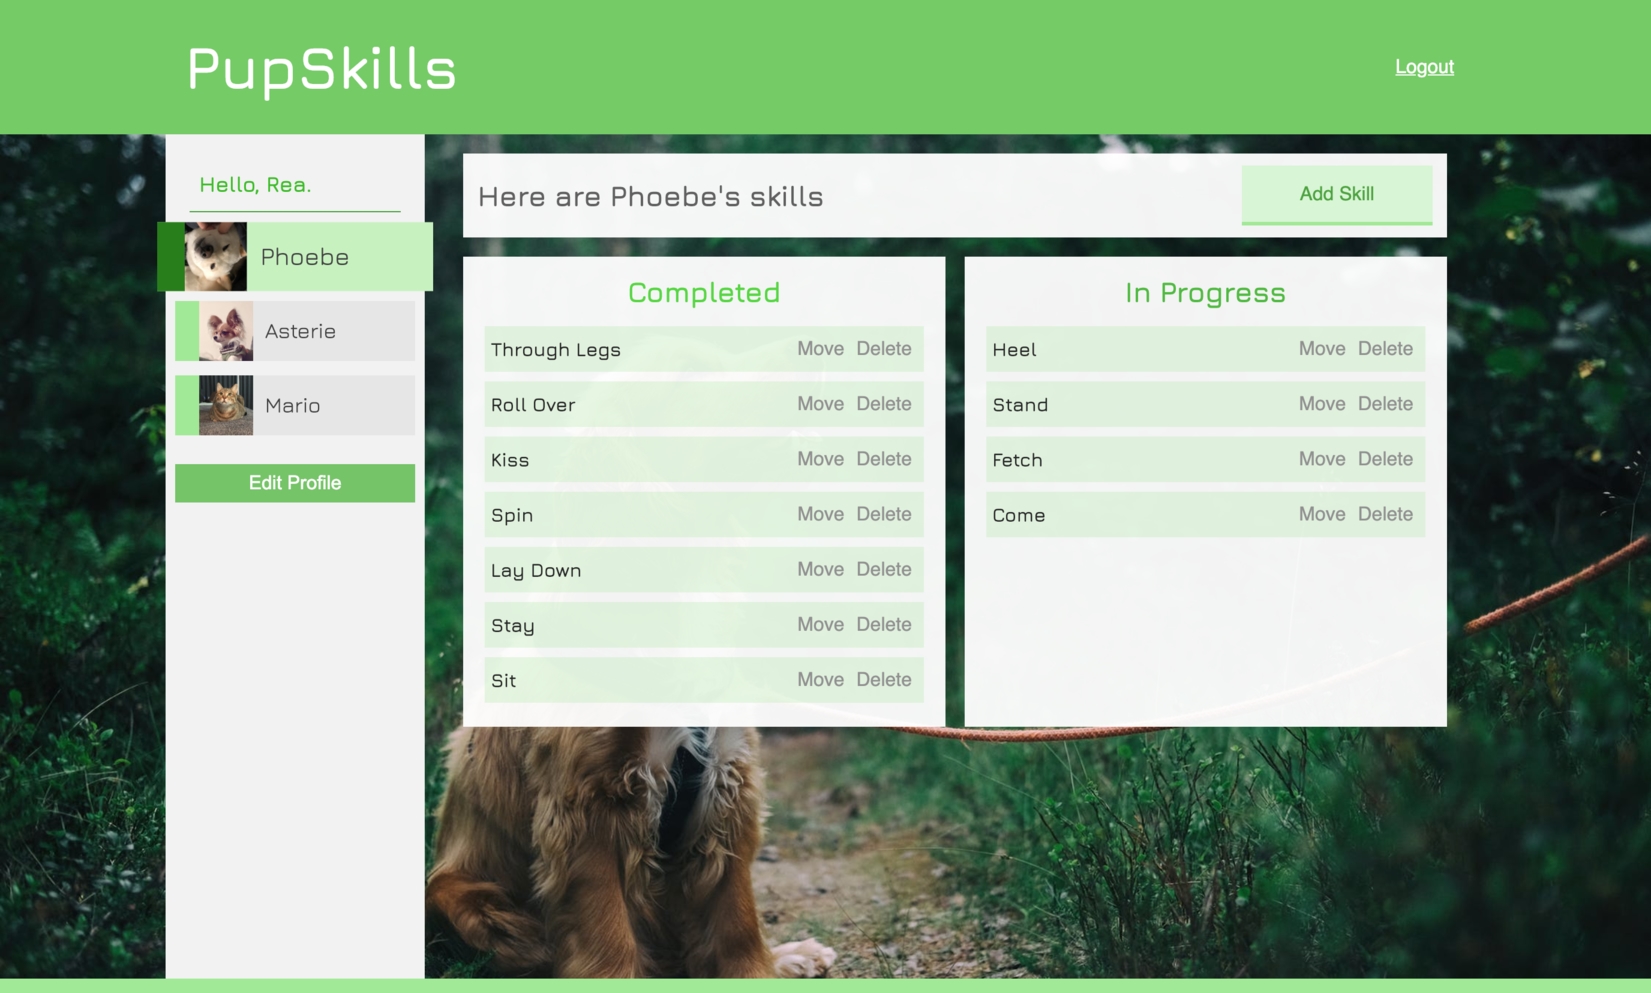 PupSkills
Logout
Hello, Rea.
Phoebe
Asterie
Mario
Edit Profile
Here are Phoebe's skills
Add Skill
Completed
Through Legs Move Delete
Roll Over Move Delete
Kiss Move Delete
Spin Move Delete
Lay Down Move Delete
Stay Move Delete
Sit Move Delete
In Progress
Heel Move Delete
Stand Move Delete
Fetch Move Delete
Come Move Delete